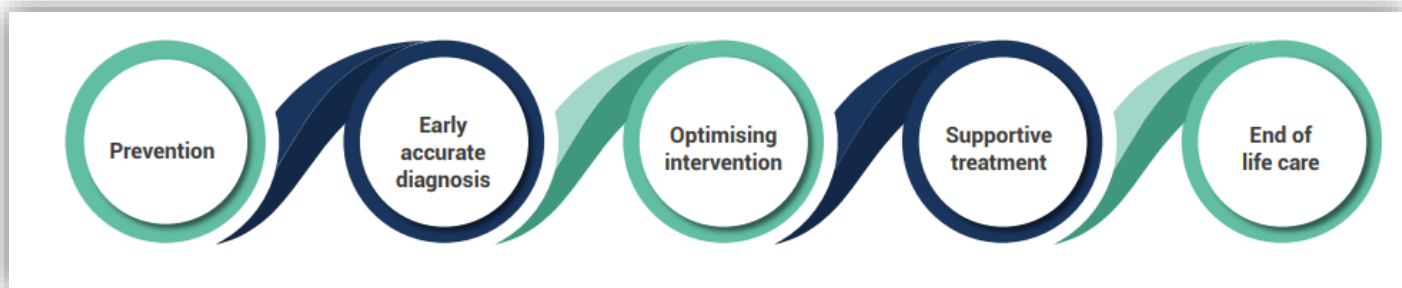 Prevention
Early
accurate
diagnosis
Optimising
intervention
Supportive
treatment
End of
life care